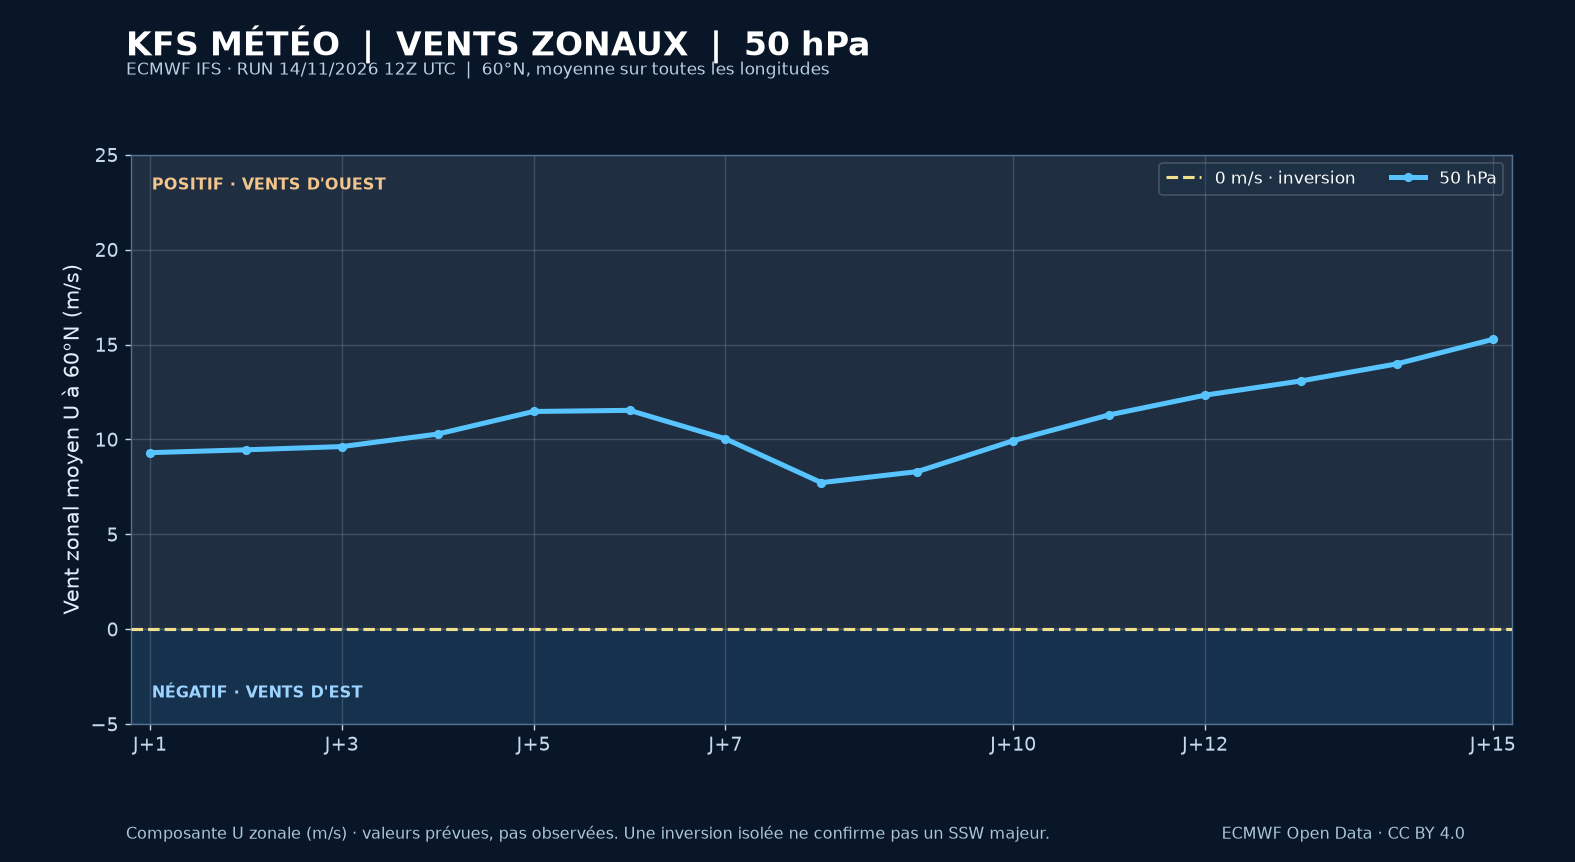 KFS MÉTÉO | VENTS ZONAUX | 50 hPa
ECMWF IFS · RUN 14/11/2026 12Z UTC | 60°N, moyenne sur toutes les longitudes
25
POSITIF · VENTS D'OUEST
0 m/s · inversion
50 hPa
20
15
10
5
0
−5
Vent zonal moyen U à 60°N (m/s)
NÉGATIF · VENTS D'EST
J+1 J+3 J+5 J+7 J+10 J+12 J+15
Composante U zonale (m/s) · valeurs prévues, pas observées. Une inversion isolée ne confirme pas un SSW majeur.
ECMWF Open Data · CC BY 4.0